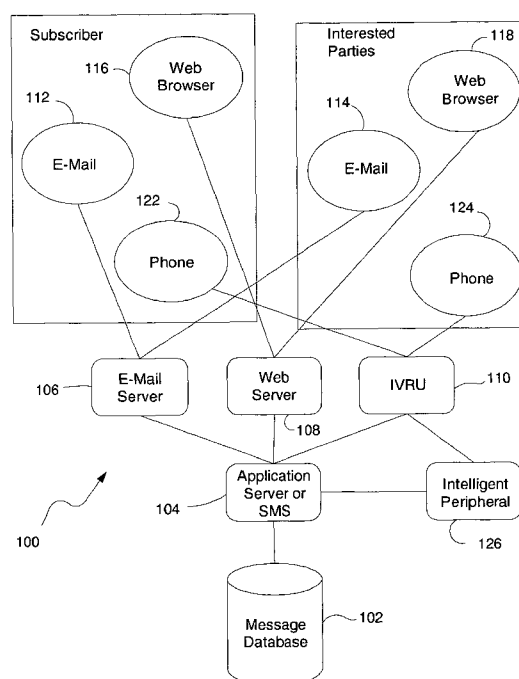 Subscriber
Interested
Parties
116
Web
Browser
118
Web
Browser
112
E-Mail
114
E-Mail
122
Phone
124
Phone
106
E-Mail
Server
Web
Server
108
IVRU
110
104
Application
Server or
SMS
Intelligent
Peripheral
126
100
Message
Database
102